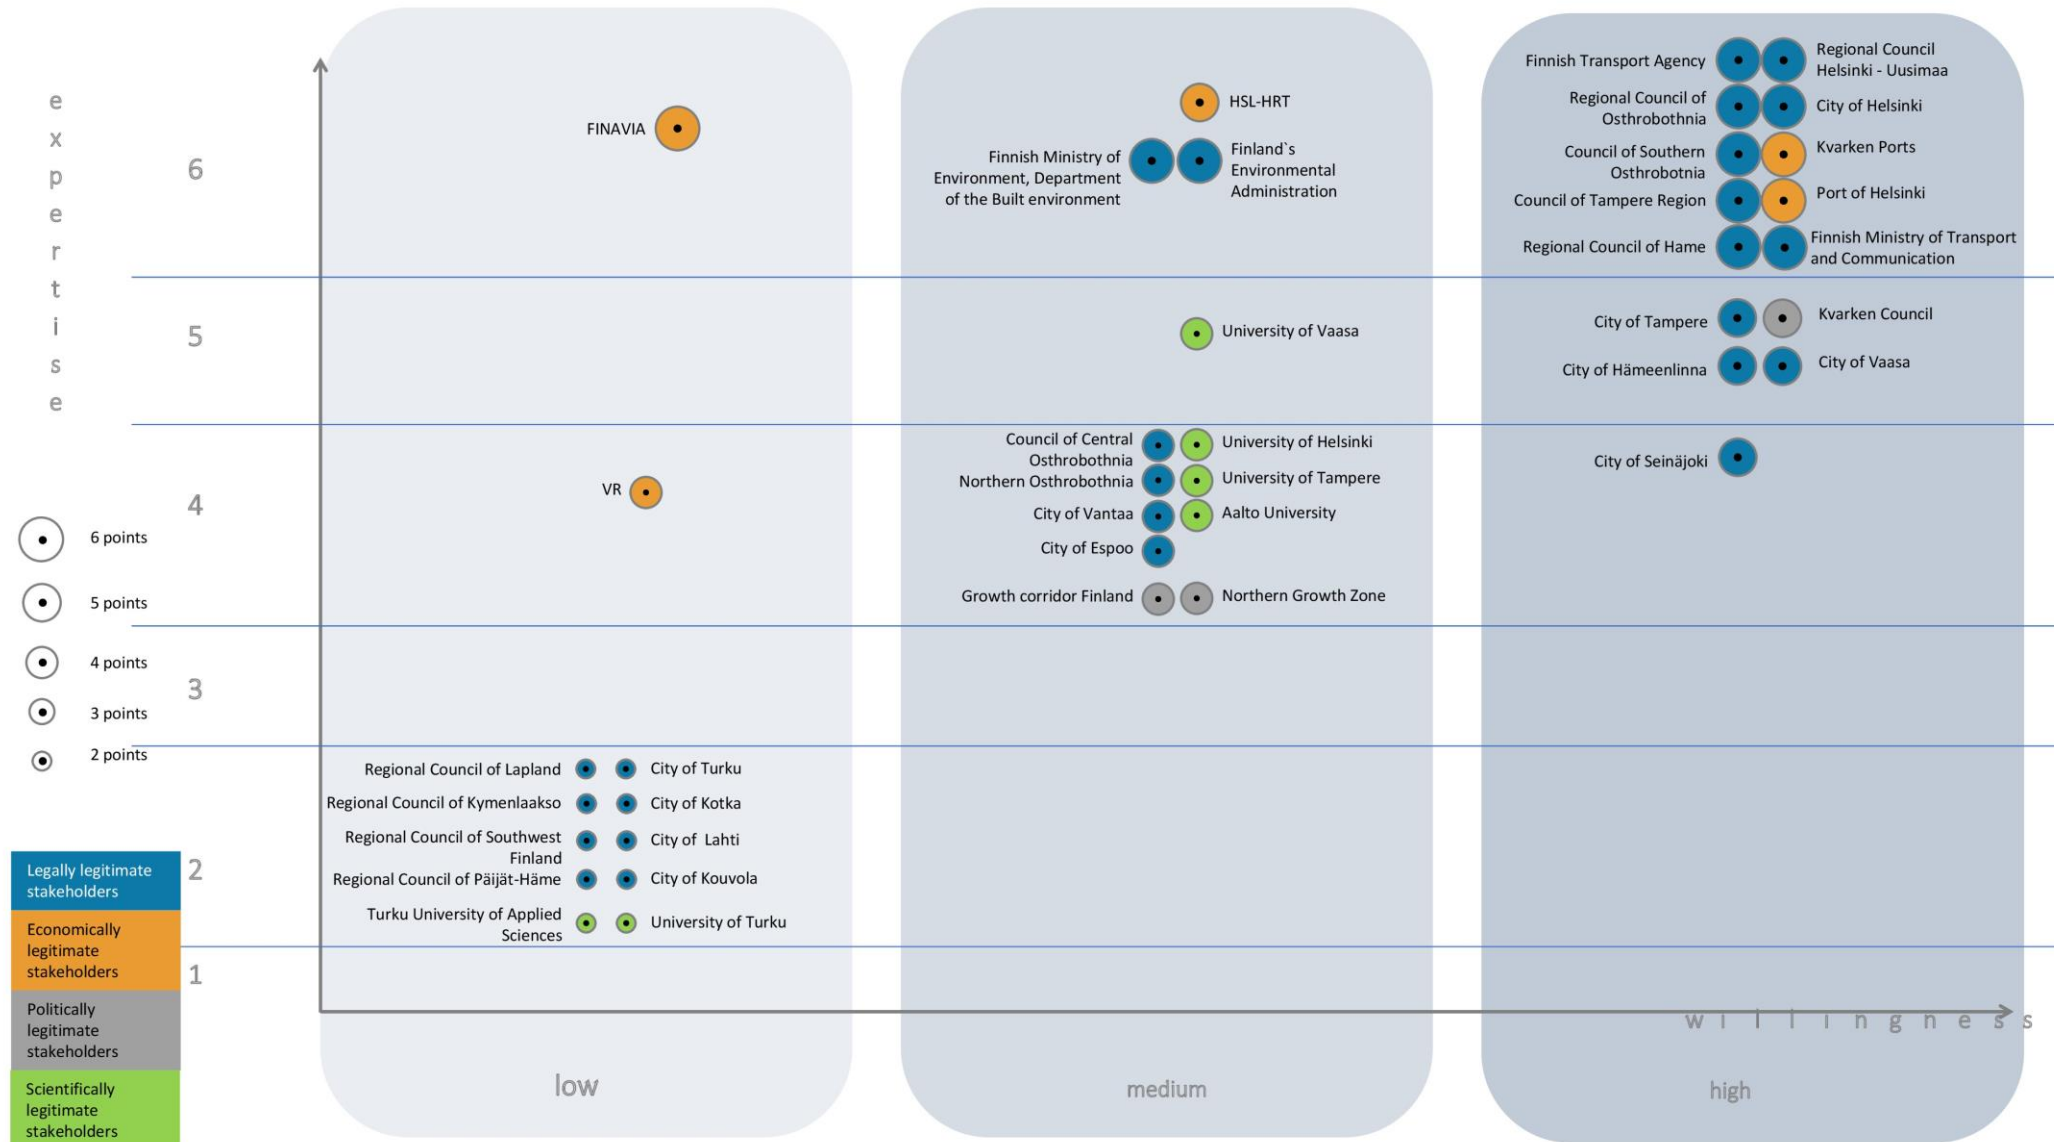 expertise
6
5
4
3
2
1
6 points
5 points
4 points
3 points
2 points
Legally legitimate
stakeholders
Economically
legitimate
stakeholders
Politically
legitimate
stakeholders
Scientifically
legitimate
stakeholders
FINAVIA
VR
Regional Council of Lapland
City of Turku
Regional Council of Kymenlaakso
City of Kotka
Regional Council of Southwest
Finland
City of Lahti
Regional Council of Päijät-Häme
City of Kouvola
Turku University of Applied
Sciences
University of Turku
low
HSL-HRT
Finnish Ministry of
Environment, Department
of the Built environment
Finland`s
Environmental
Administration
University of Vaasa
Council of Central
Osthrobothnia
University of Helsinki
Northern Osthrobothnia
University of Tampere
City of Vantaa
Aalto University
City of Espoo
Growth corridor Finland
Northern Growth Zone
medium
Finnish Transport Agency
Regional Council
Helsinki - Uusimaa
Regional Council of
Osthrobothnia
City of Helsinki
Council of Southern
Osthrobotnia
Kvarken Ports
Council of Tampere Region
Port of Helsinki
Regional Council of Hame
Finnish Ministry of Transport
and Communication
City of Tampere
Kvarken Council
City of Hämeenlinna
City of Vaasa
City of Seinäjoki
willingness
high